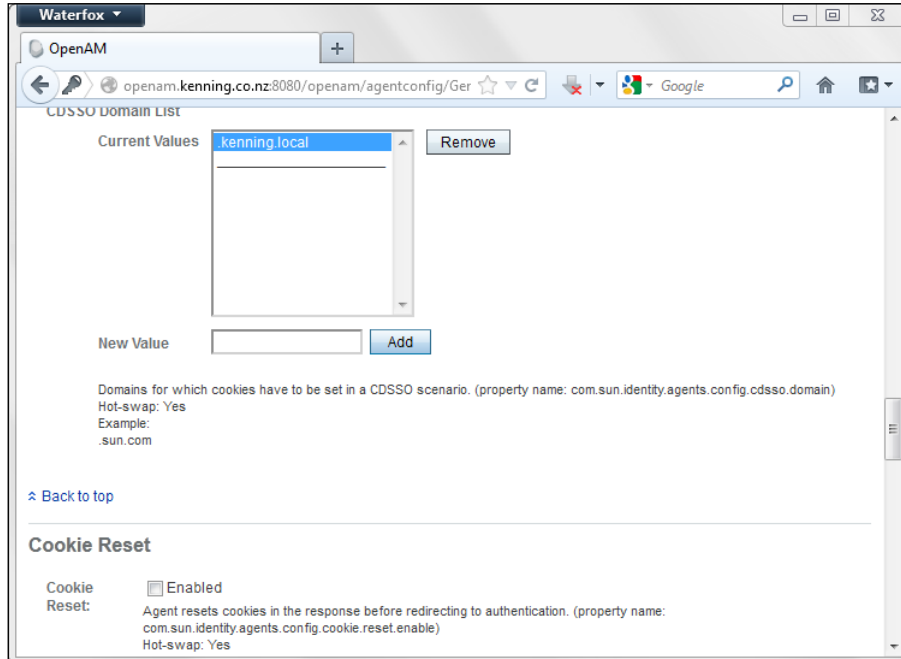 Waterfox
OpenAM
openam.kenning.co.nz:8080/openam/agentconfig/Ger
Google
CDSSO Domain List
Current Values
.kenning.local
Remove
New Value
Add
Domains for which cookies have to be set in a CDSSO scenario. (property name: com.sun.identity.agents.config.cdsso.domain)
Hot-swap: Yes
Example:
.sun.com
Back to top
Cookie Reset
Cookie
Reset:
Enabled
Agent resets cookies in the response before redirecting to authentication. (property name:
com.sun.identity.agents.config.cookie.reset.enable)
Hot-swap: Yes